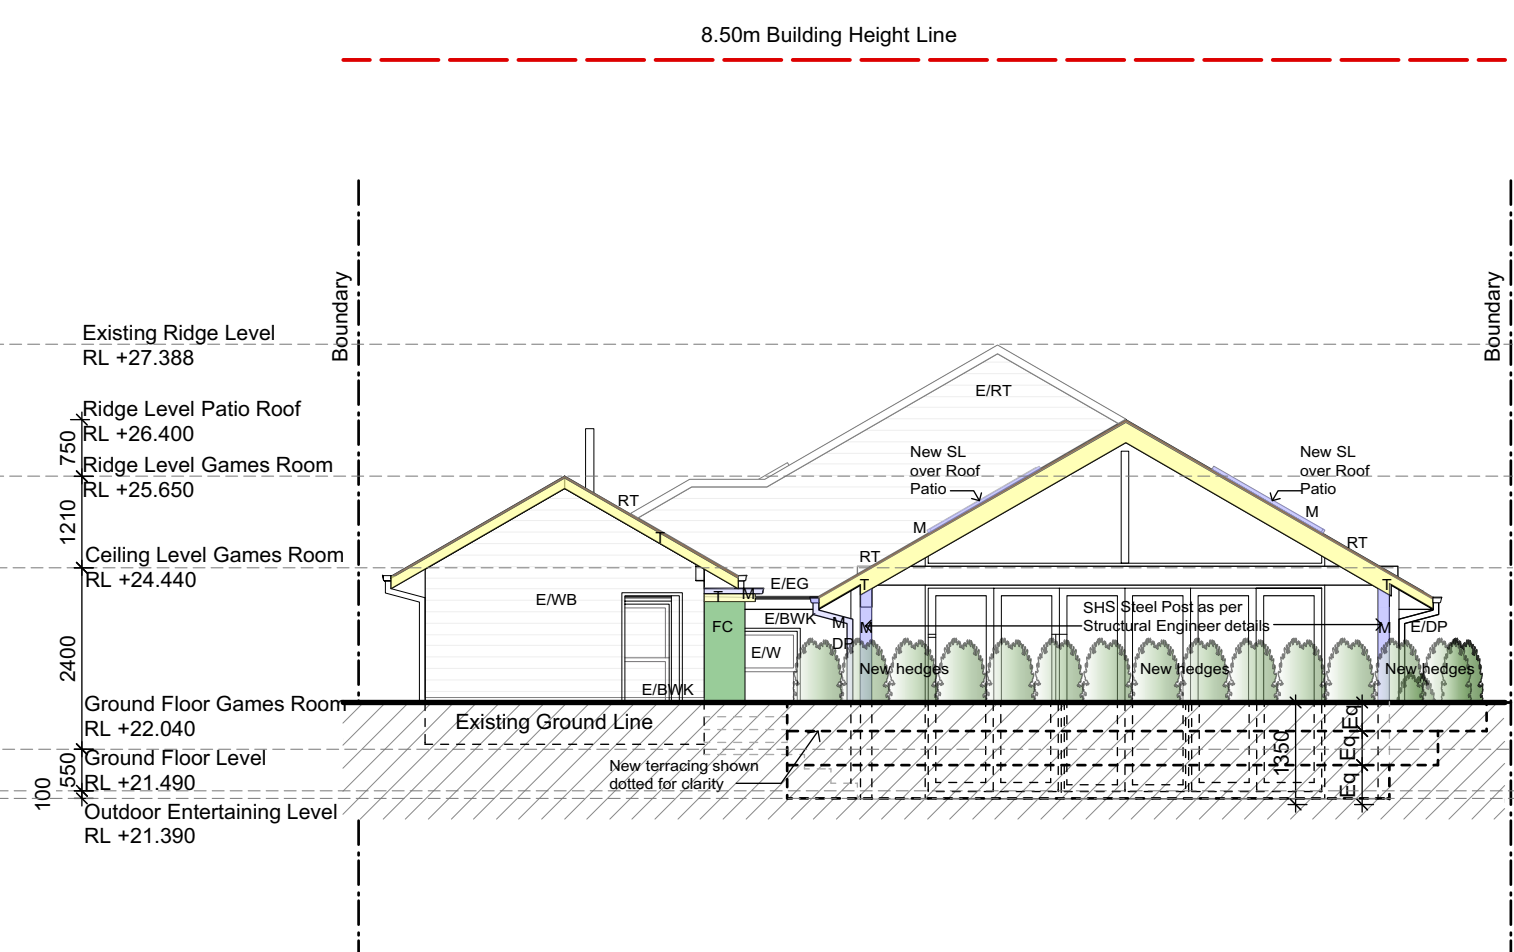 8.50m Building Height Line
Boundary
Boundary
Existing Ridge Level
RL +27.388
Ridge Level Patio Roof
RL +26.400
750
Ridge Level Games Room
RL +25.650
1210
Ceiling Level Games Room
RL +24.440
2400
Ground Floor Games Room
RL +22.040
550
Ground Floor Level
RL +21.490
100
Outdoor Entertaining Level
RL +21.390
E/RT
New SL
over Roof
Patio
New SL
over Roof
Patio
M
M
RT
RT
RT
T
T
T
E/WB
E/EG
T
M
FC
E/BWK
E/W
M
M
DP
SHS Steel Post as per
Structural Engineer details
M
E/DP
New hedges
New hedges
New hedges
E/BWK
Existing Ground Line
New terracing shown
dotted for clarity
1350
Eq
Eq
Eq